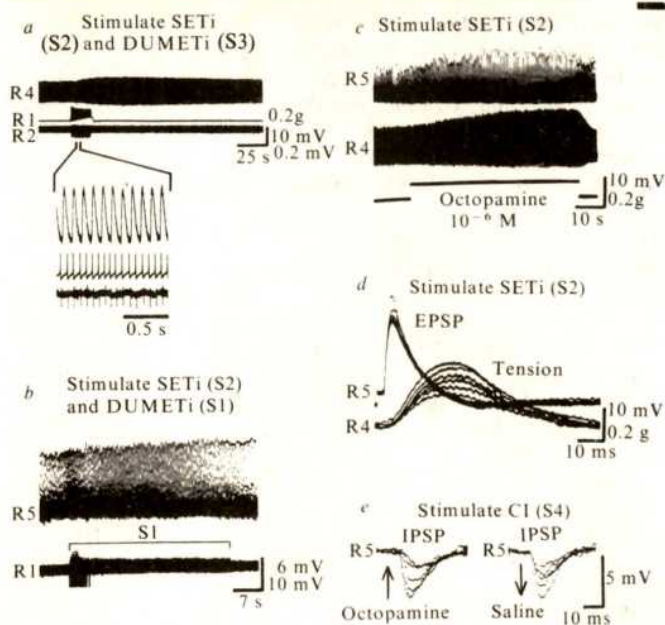 a Stimulate SETi
(S2) and DUMETi (S3)
R4
R1
0.2g
R2
10 mV
25 s 0.2 mV
0.5 s
b Stimulate SETi (S2)
and DUMETi (S1)
R5
S1
R1
6 mV
10 mV
7 s
c Stimulate SETi (S2)
R5
R4
10 mV
0.2g
Octopamine
10⁻⁶ M
10 s
d Stimulate SETi (S2)
EPSP
Tension
R5
R4
10 mV
0.2 g
10 ms
e Stimulate CI (S4)
IPSP IPSP
R5 R5
5 mV
Octopamine Saline
10 ms